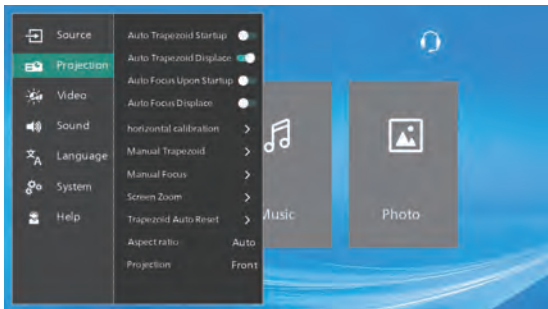 Source
Projection
Video
Sound
Language
System
Help
Auto Trapezoid Startup
Auto Trapezoid Displace
Auto Focus Upon Startup
Auto Focus Displace
horizontal calibration
Manual Trapezoid
Manual Focus
Screen Zoom
Trapezoid Auto Reset
Aspect ratio Auto
Projection Front
Music
Photo